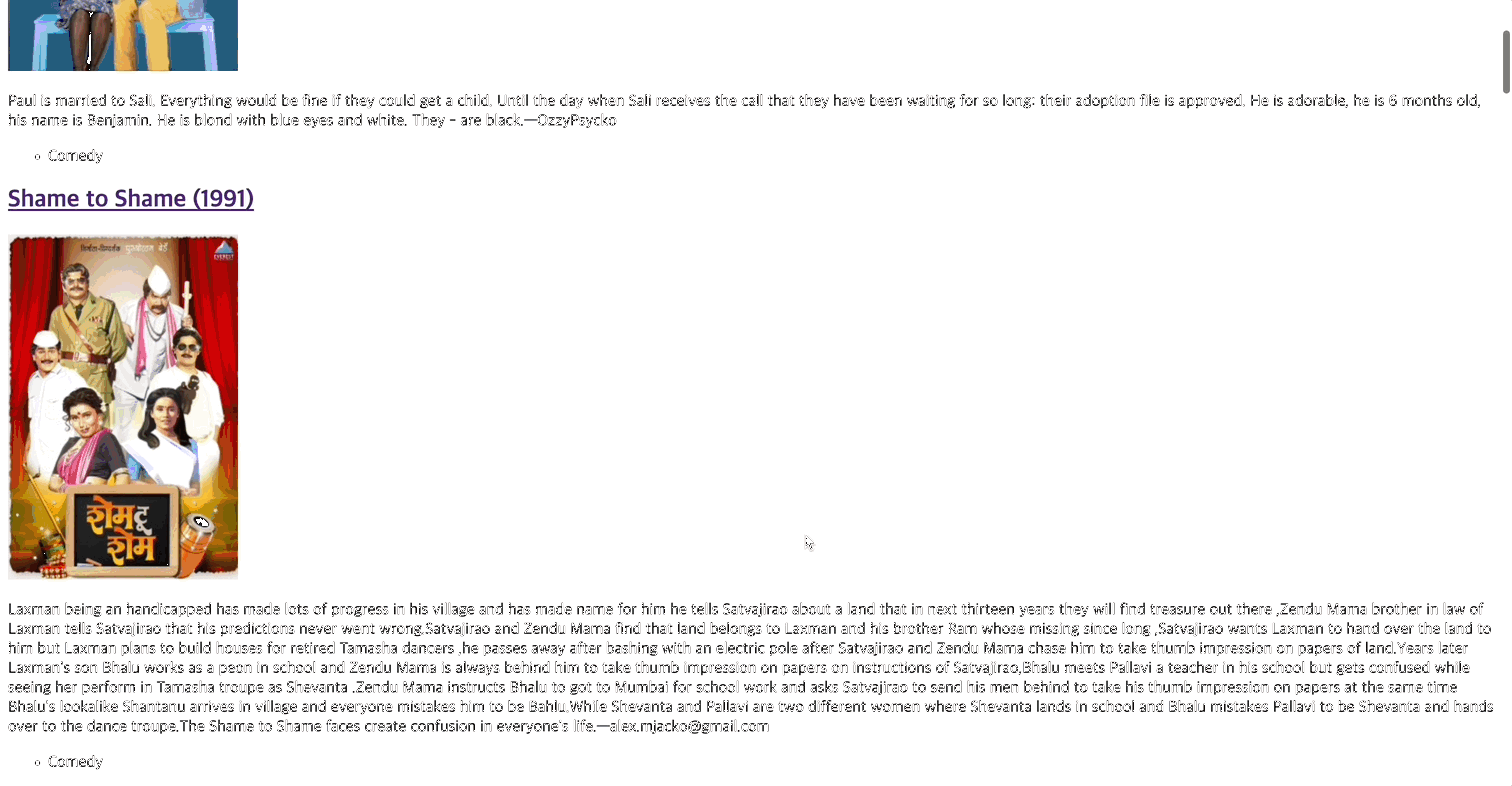 Paul is married to Sali. Everything would be fine if they could get a child. Until the day when Sali receives the call that they have been waiting for so long: their adoption file is approved. He is adorable, he is 6 months old,
his name is Benjamin. He is blond with blue eyes and white. They - are black.—OzzyPsycko
Comedy
Shame to Shame (1991)
निर्माता-दिग्दर्शक पुरुषोत्तम बेर्डे
EVEREST
शेम टू
शेम
Laxman being an handicapped has made lots of progress in his village and has made name for him he tells Satvajirao about a land that in next thirteen years they will find treasure out there ,Zendu Mama brother in law of
Laxman tells Satvajirao that his predictions never went wrong.Satvajirao and Zendu Mama find that land belongs to Laxman and his brother Ram whose missing since long ,Satvajirao wants Laxman to hand over the land to
him but Laxman plans to build houses for retired Tamasha dancers ,he passes away after bashing with an electric pole after Satvajirao and Zendu Mama chase him to take thumb impression on papers of land.Years later
Laxman's son Bhalu works as a peon in school and Zendu Mama is always behind him to take thumb impression on papers on instructions of Satvajirao,Bhalu meets Pallavi a teacher in his school but gets confused while
seeing her perform in Tamasha troupe as Shevanta .Zendu Mama instructs Bhalu to got to Mumbai for school work and asks Satvajirao to send his men behind to take his thumb impression on papers at the same time
Bhalu's lookalike Shantanu arrives in village and everyone mistakes him to be Bahlu.While Shevanta and Pallavi are two different women where Shevanta lands in school and Bhalu mistakes Pallavi to be Shevanta and hands
over to the dance troupe.The Shame to Shame faces create confusion in everyone's life.—alex.mjacko@gmail.com
Comedy